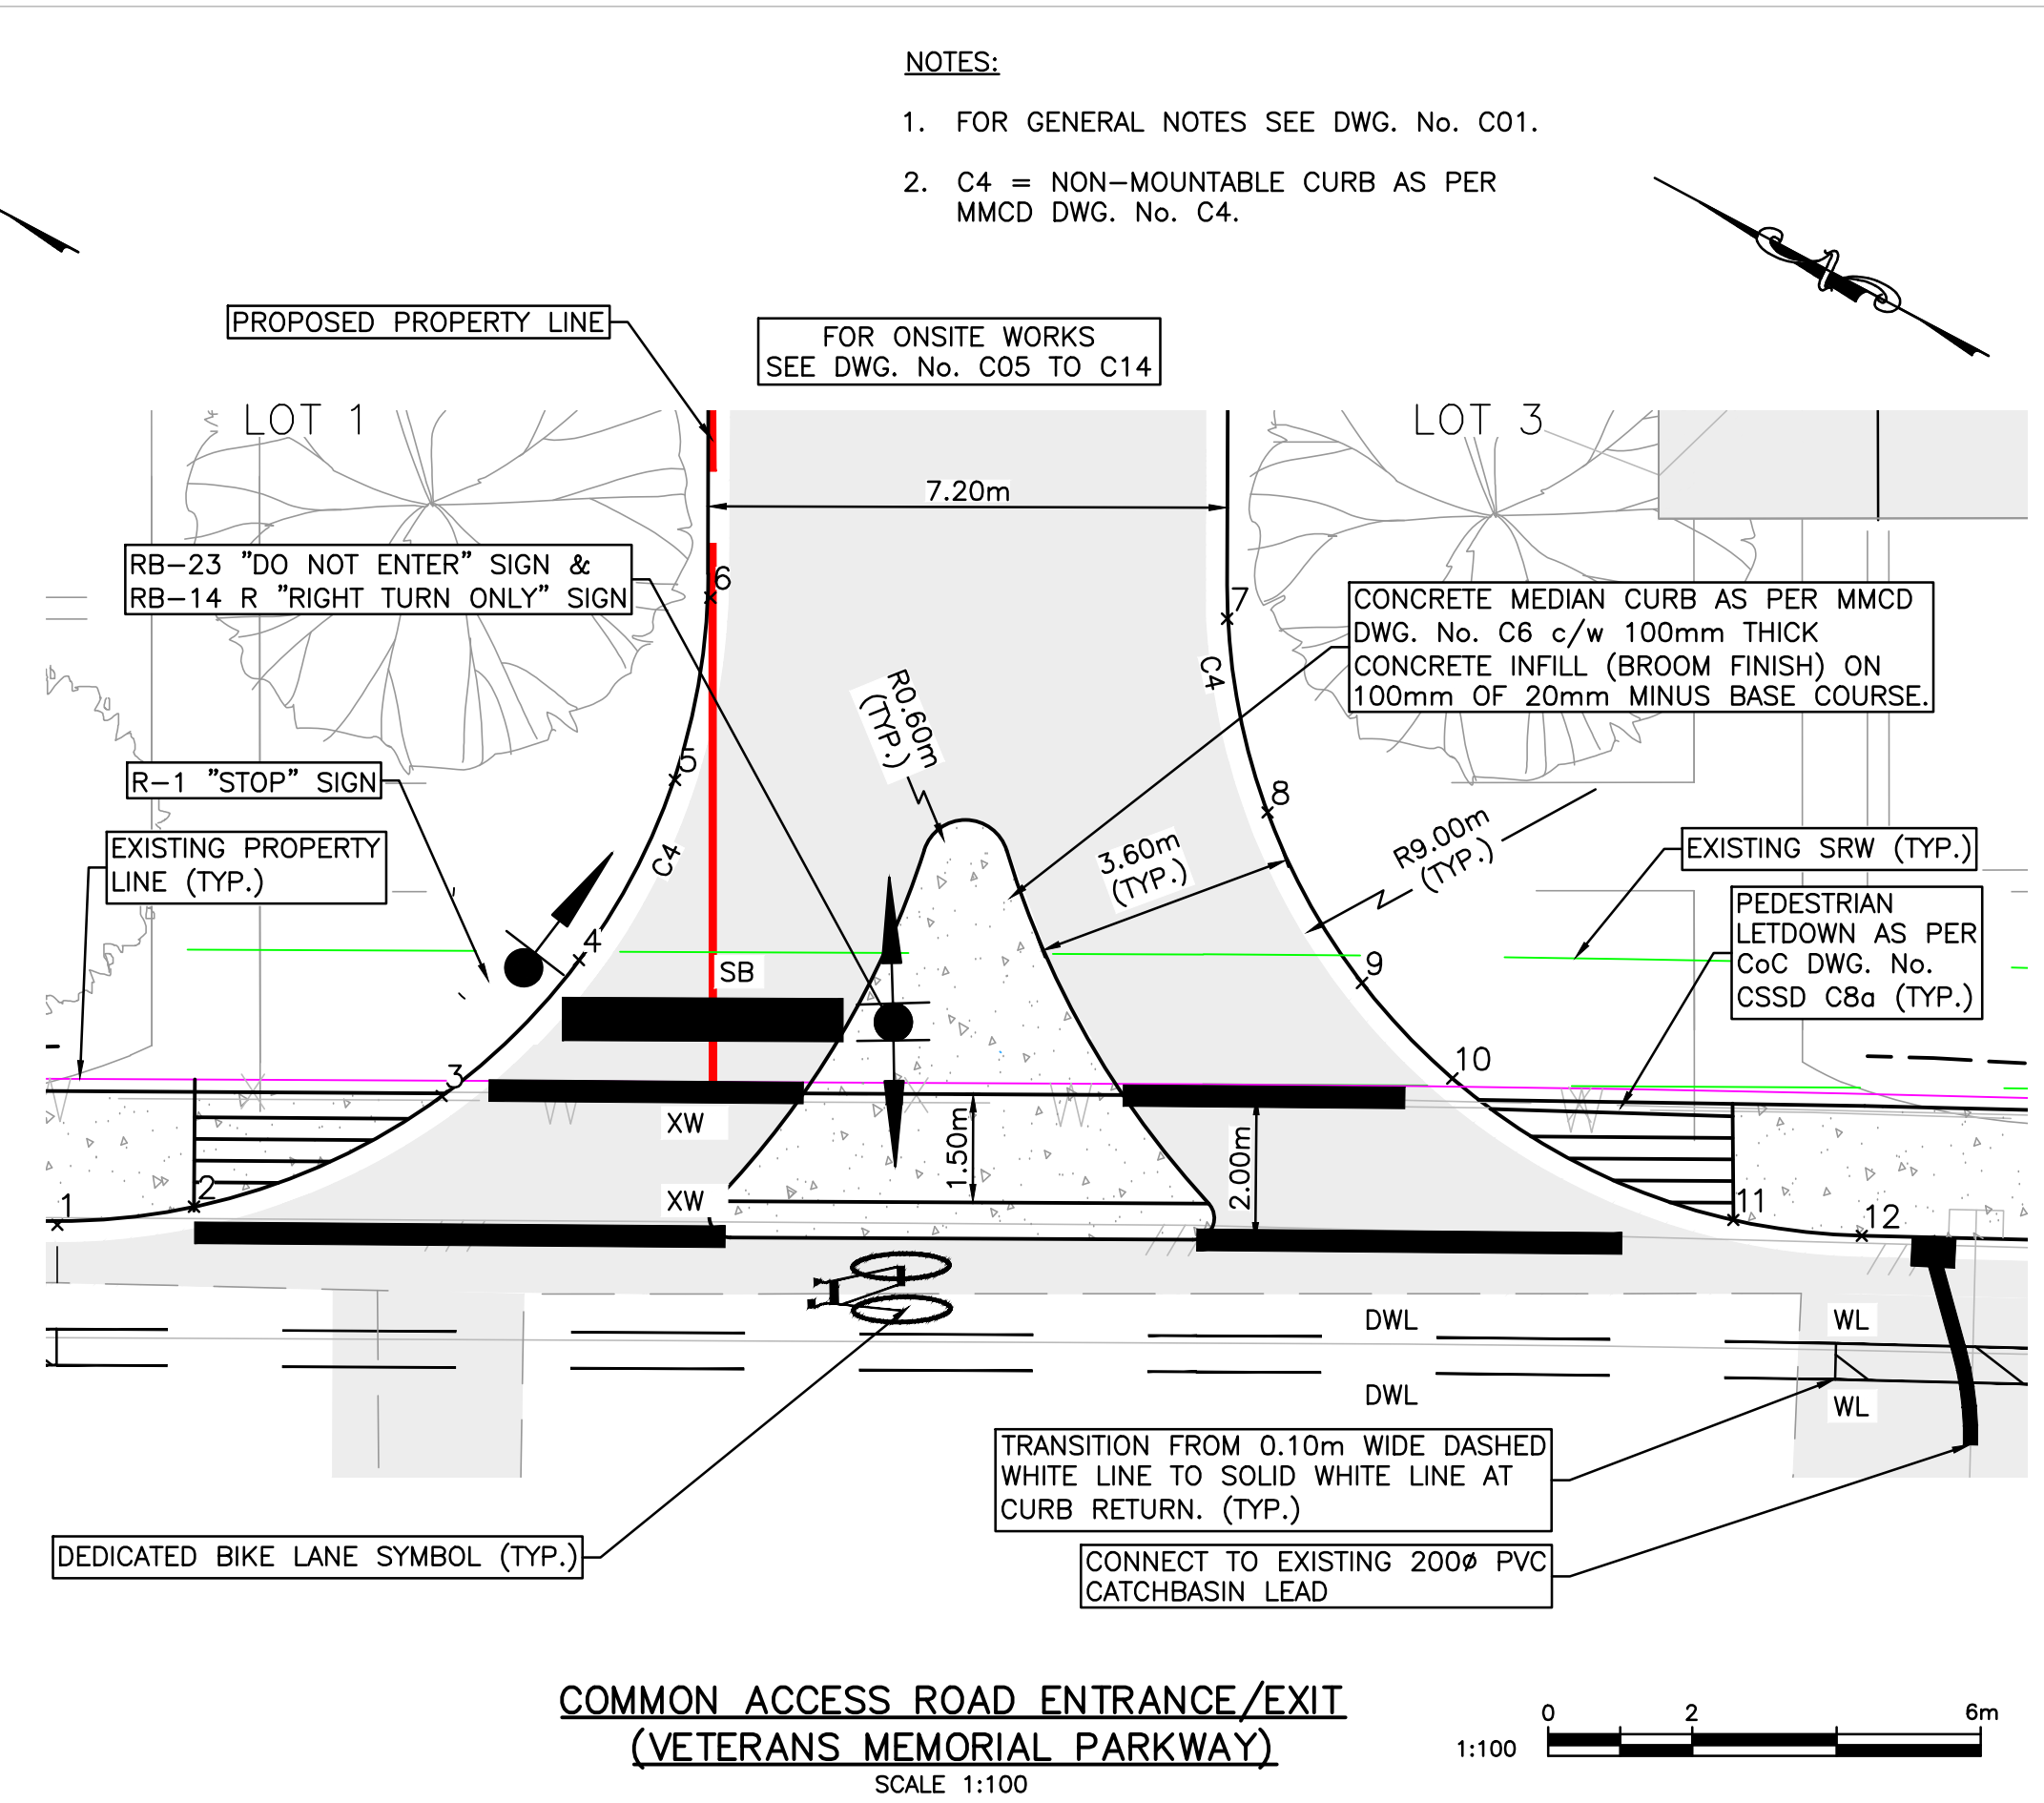 NOTES:
1. FOR GENERAL NOTES SEE DWG. No. C01.
2. C4 = NON-MOUNTABLE CURB AS PER
MMCD DWG. No. C4.
PROPOSED PROPERTY LINE
FOR ONSITE WORKS
SEE DWG. No. C05 TO C14
LOT 1
LOT 3
7.20m
RB-23 "DO NOT ENTER" SIGN &
RB-14 R "RIGHT TURN ONLY" SIGN
6
7
CONCRETE MEDIAN CURB AS PER MMCD
DWG. No. C6 c/w 100mm THICK
CONCRETE INFILL (BROOM FINISH) ON
100mm OF 20mm MINUS BASE COURSE.
C4
R0.60m
(TYP.)
5
R-1 "STOP" SIGN
8
EXISTING PROPERTY
LINE (TYP.)
C4
3.60m
(TYP.)
R9.00m
(TYP.)
EXISTING SRW (TYP.)
PEDESTRIAN
LETDOWN AS PER
CoC DWG. No.
CSSD C8a (TYP.)
4
SB
9
3
10
XW
1.50m
2.00m
XW
1
2
11
12
DWL
WL
DWL
WL
TRANSITION FROM 0.10m WIDE DASHED
WHITE LINE TO SOLID WHITE LINE AT
CURB RETURN. (TYP.)
DEDICATED BIKE LANE SYMBOL (TYP.)
CONNECT TO EXISTING 200ø PVC
CATCHBASIN LEAD
COMMON ACCESS ROAD ENTRANCE/EXIT
(VETERANS MEMORIAL PARKWAY)
SCALE 1:100
0 2 6m
1:100